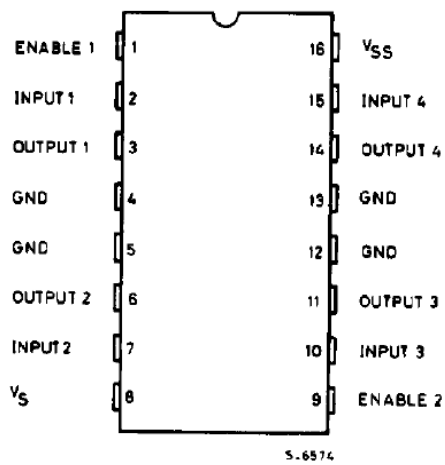 ENABLE 1 1 16 VSS
INPUT 1 2 15 INPUT 4
OUTPUT 1 3 14 OUTPUT 4
GND 4 13 GND
GND 5 12 GND
OUTPUT 2 6 11 OUTPUT 3
INPUT 2 7 10 INPUT 3
VS 8 9 ENABLE 2
S-6574